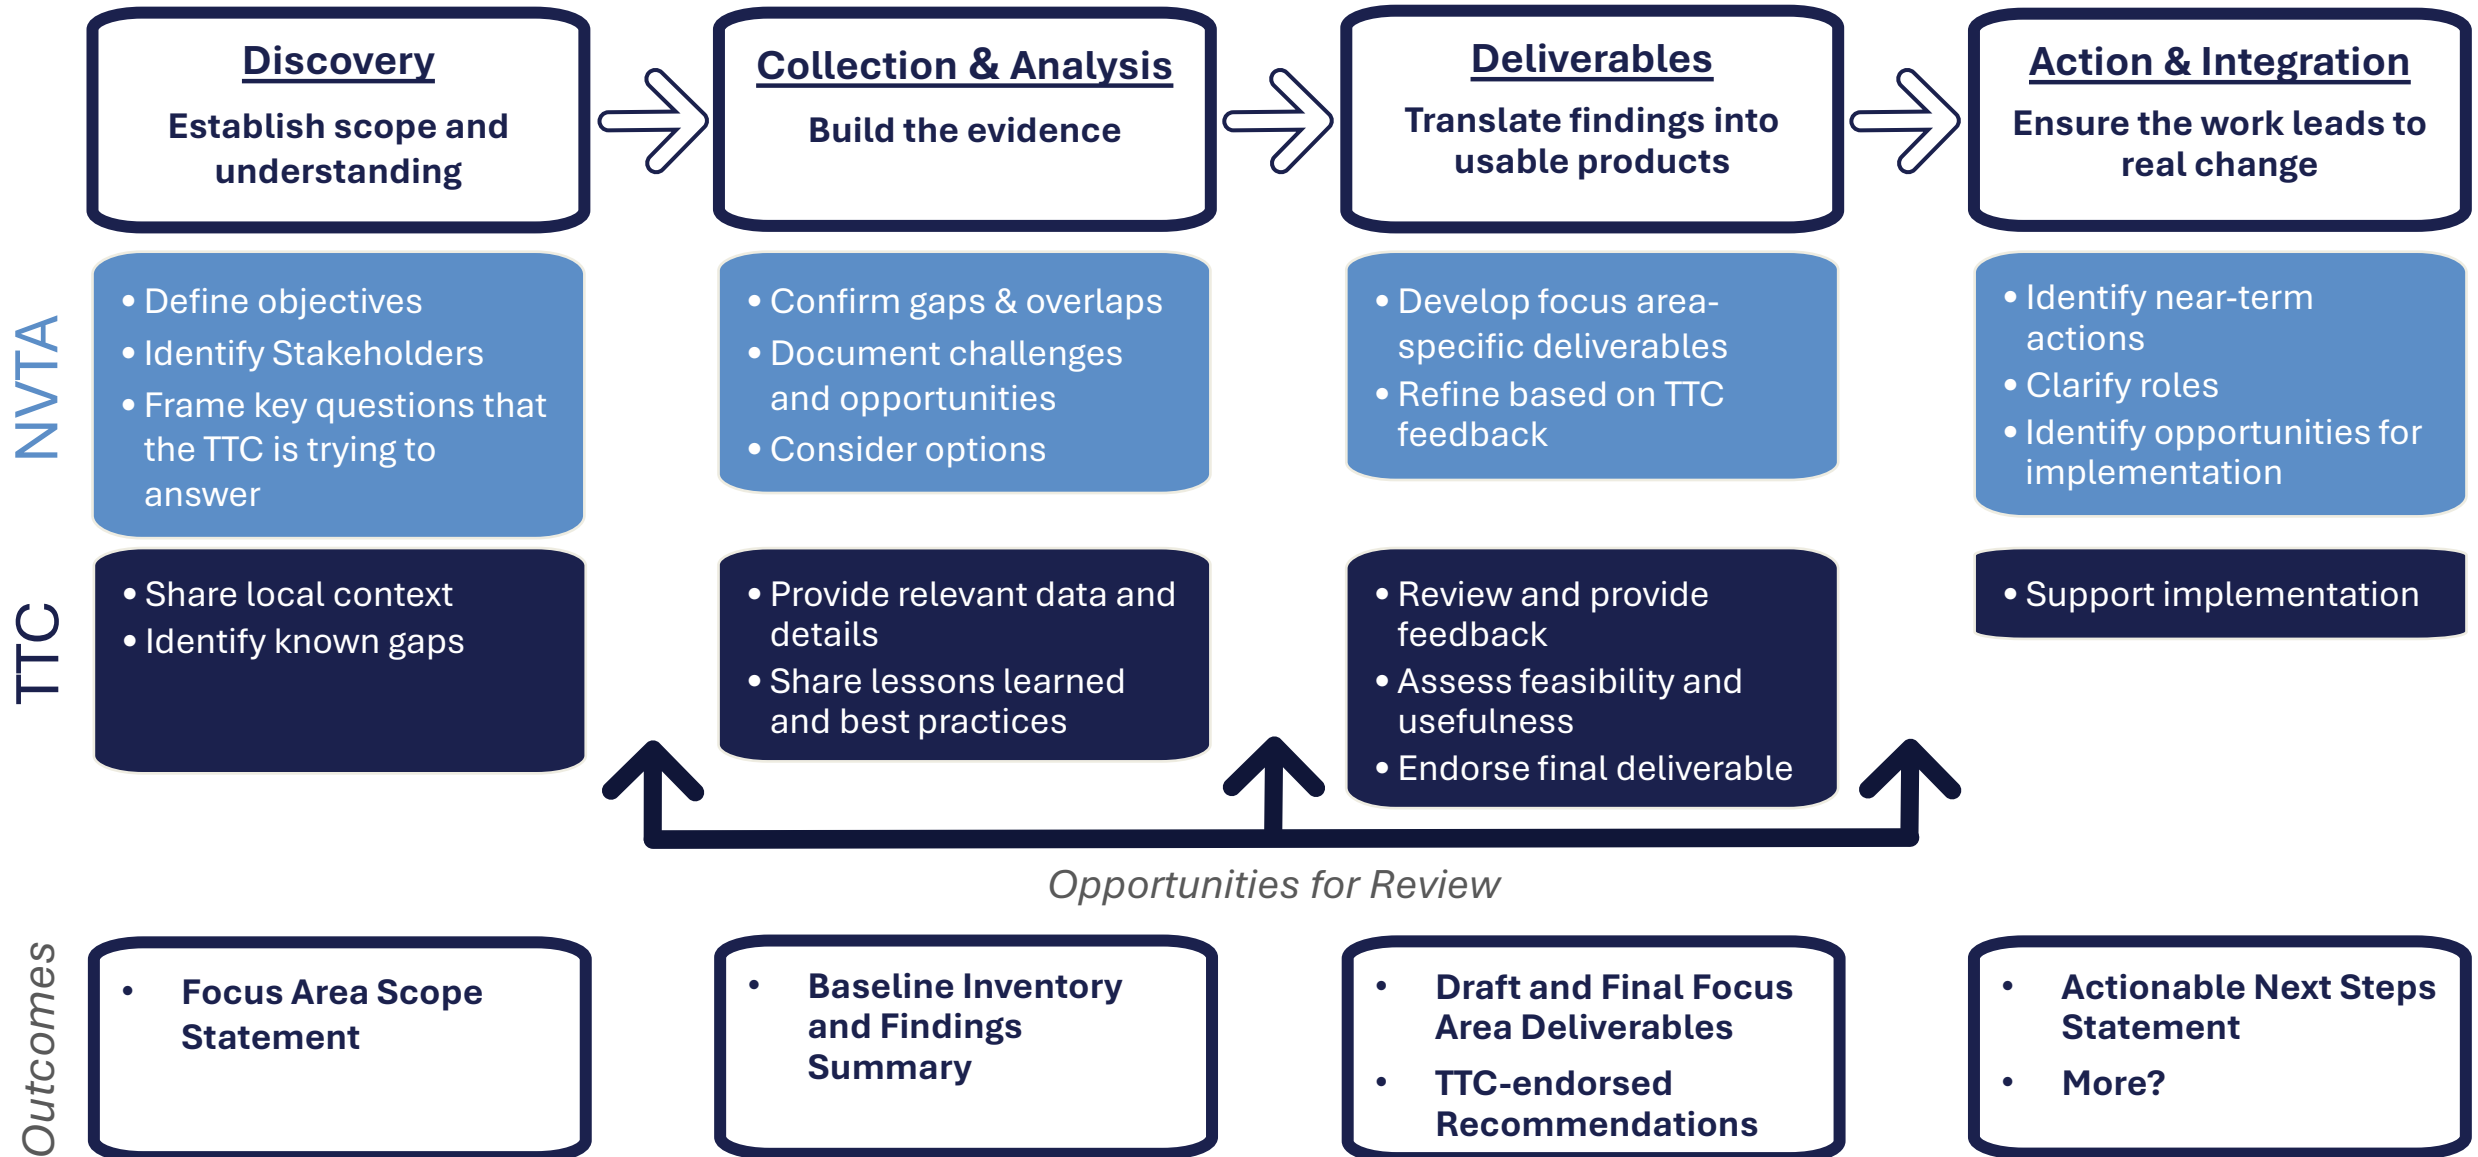 Discovery
Establish scope and
understanding
Collection & Analysis
Build the evidence
Deliverables
Translate findings into
usable products
Action & Integration
Ensure the work leads to
real change
NVTA
• Define objectives
• Identify Stakeholders
• Frame key questions that
the TTC is trying to
answer
• Confirm gaps & overlaps
• Document challenges
and opportunities
• Consider options
• Develop focus area-
specific deliverables
• Refine based on TTC
feedback
• Identify near-term
actions
• Clarify roles
• Identify opportunities for
implementation
TTC
• Share local context
• Identify known gaps
• Provide relevant data and
details
• Share lessons learned
and best practices
• Review and provide
feedback
• Assess feasibility and
usefulness
• Endorse final deliverable
• Support implementation
Opportunities for Review
Outcomes
• Focus Area Scope
Statement
• Baseline Inventory
and Findings
Summary
• Draft and Final Focus
Area Deliverables
• TTC-endorsed
Recommendations
• Actionable Next Steps
Statement
• More?